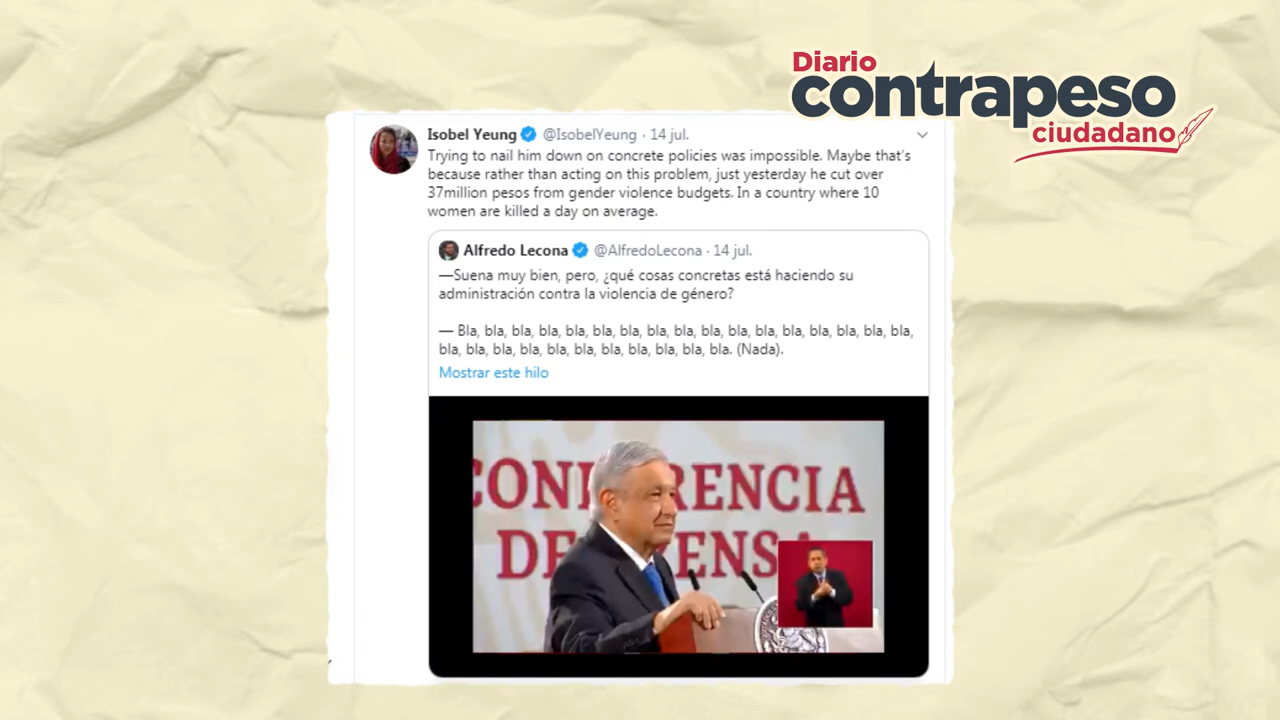 Diario
contrapeso
ciudadano
Isobel Yeung @IsobelYeung · 14 jul.
Trying to nail him down on concrete policies was impossible. Maybe that's
because rather than acting on this problem, just yesterday he cut over
37million pesos from gender violence budgets. In a country where 10
women are killed a day on average.
Alfredo Lecona @AlfredoLecona · 14 jul.
—Suena muy bien, pero, ¿qué cosas concretas está haciendo su
administración contra la violencia de género?
— Bla, bla, bla, bla, bla, bla, bla, bla, bla, bla, bla, bla, bla, bla, bla, bla, bla,
bla, bla, bla, bla, bla, bla, bla, bla, bla, bla, bla. (Nada).
Mostrar este hilo
CONFERENCIA
DE PRENSA